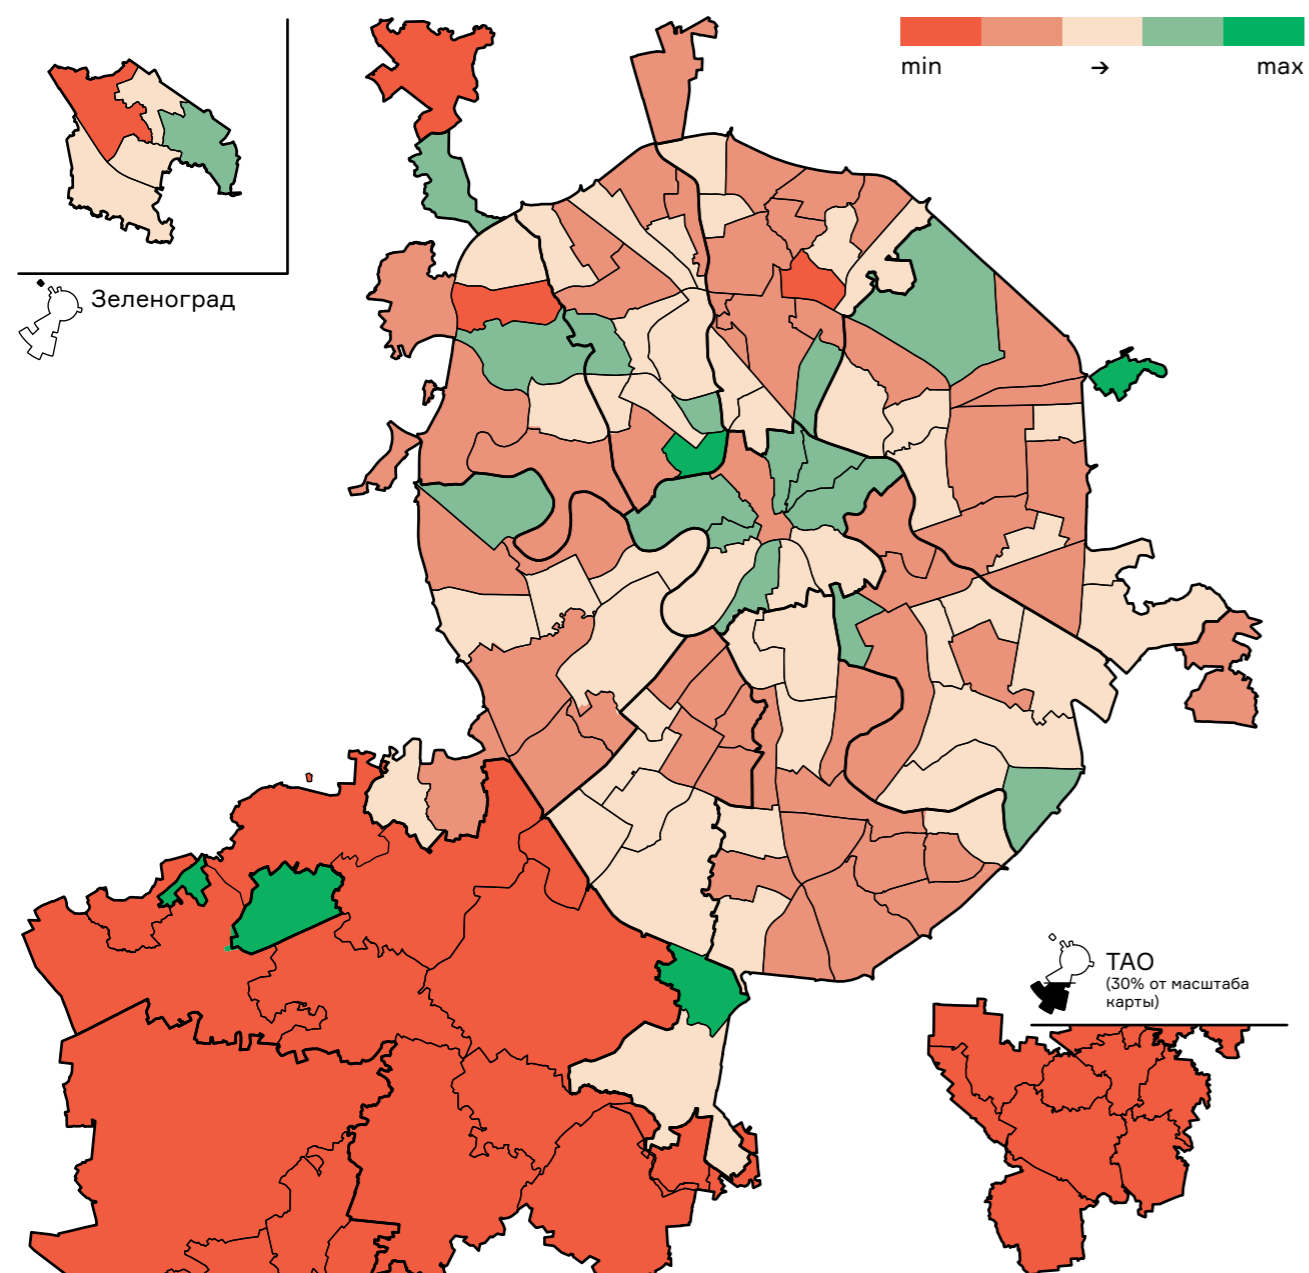 min → max
Зеленоград
ТАО
(30% от масштаба
карты)